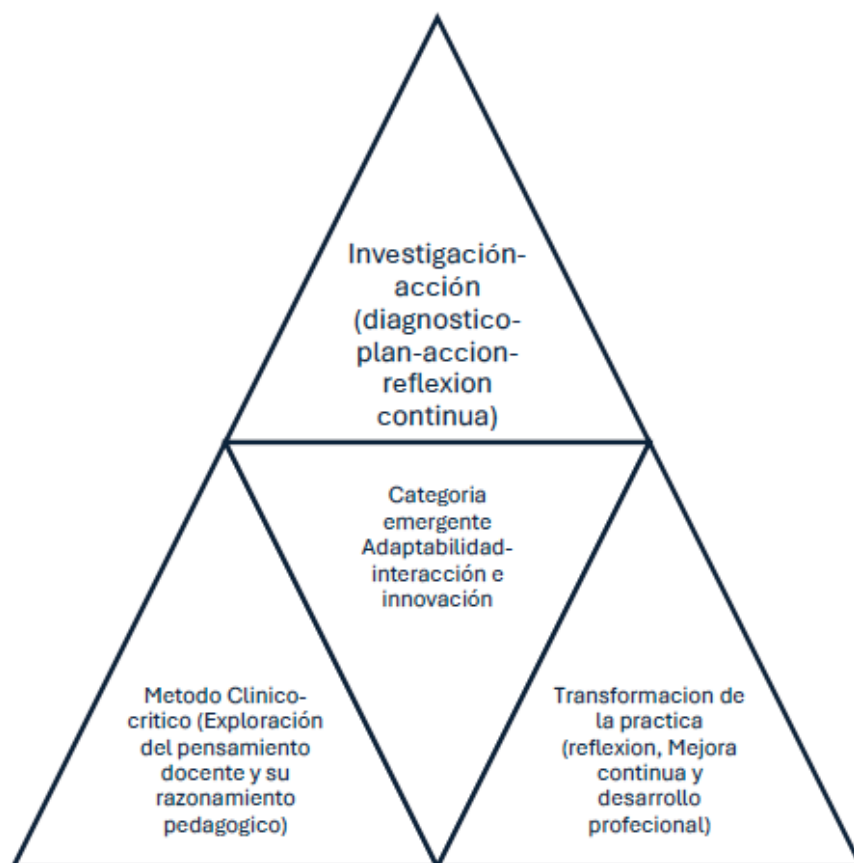 Investigación-
acción
(diagnostico-
plan-accion-
reflexion
continua)
Categoria
emergente
Adaptabilidad-
interacción e
innovación
Metodo Clinico-
critico (Exploración
del pensamiento
docente y su
razonamiento
pedagogico)
Transformacion de
la practica
(reflexion, Mejora
continua y
desarrollo
profecional)